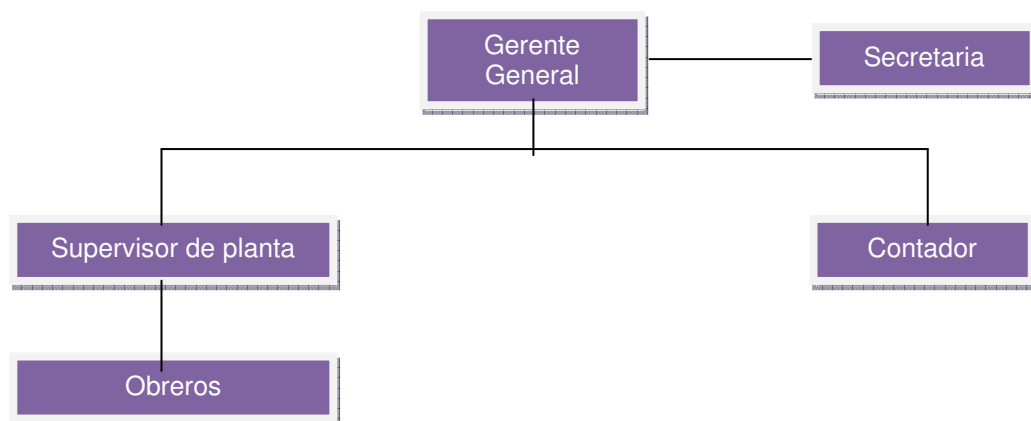 Gerente
General
Secretaria
Supervisor de planta
Contador
Obreros